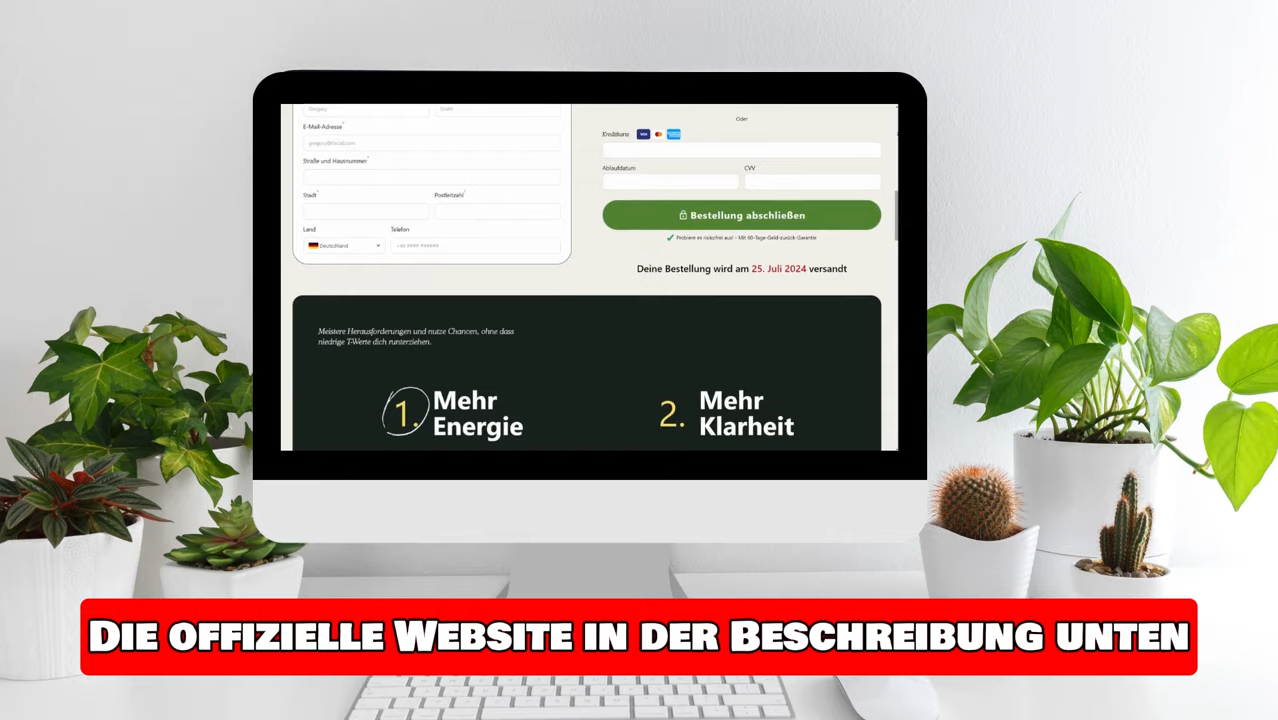 Gregory
Smith
E-Mail-Adresse*
Straße und Hausnummer*
Stadt*
Postleitzahl*
Land
Telefon
Deutschland
Oder
Kreditkarte
VISA
Ablaufdatum
CVV
Bestellung abschließen
Probiere es risikofrei aus! - Mit 60-Tage-Geld-zurück-Garantie
Deine Bestellung wird am 25. Juli 2024 versandt
Meistere Herausforderungen und nutze Chancen, ohne dass
niedrige T-Werte dich runterziehen.
1. Mehr
Energie
2. Mehr
Klarheit
Die offizielle Website in der Beschreibung unten